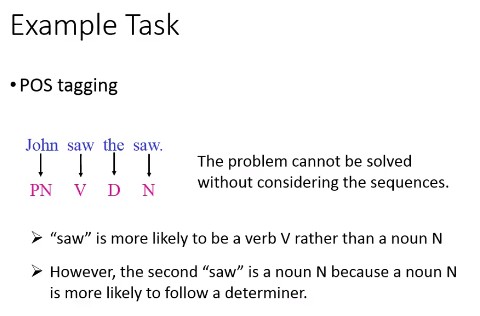 Example Task
• POS tagging
John saw the saw.
PN V D N
The problem cannot be solved
without considering the sequences.
➢ “saw” is more likely to be a verb V rather than a noun N
➢ However, the second “saw” is a noun N because a noun N
is more likely to follow a determiner.